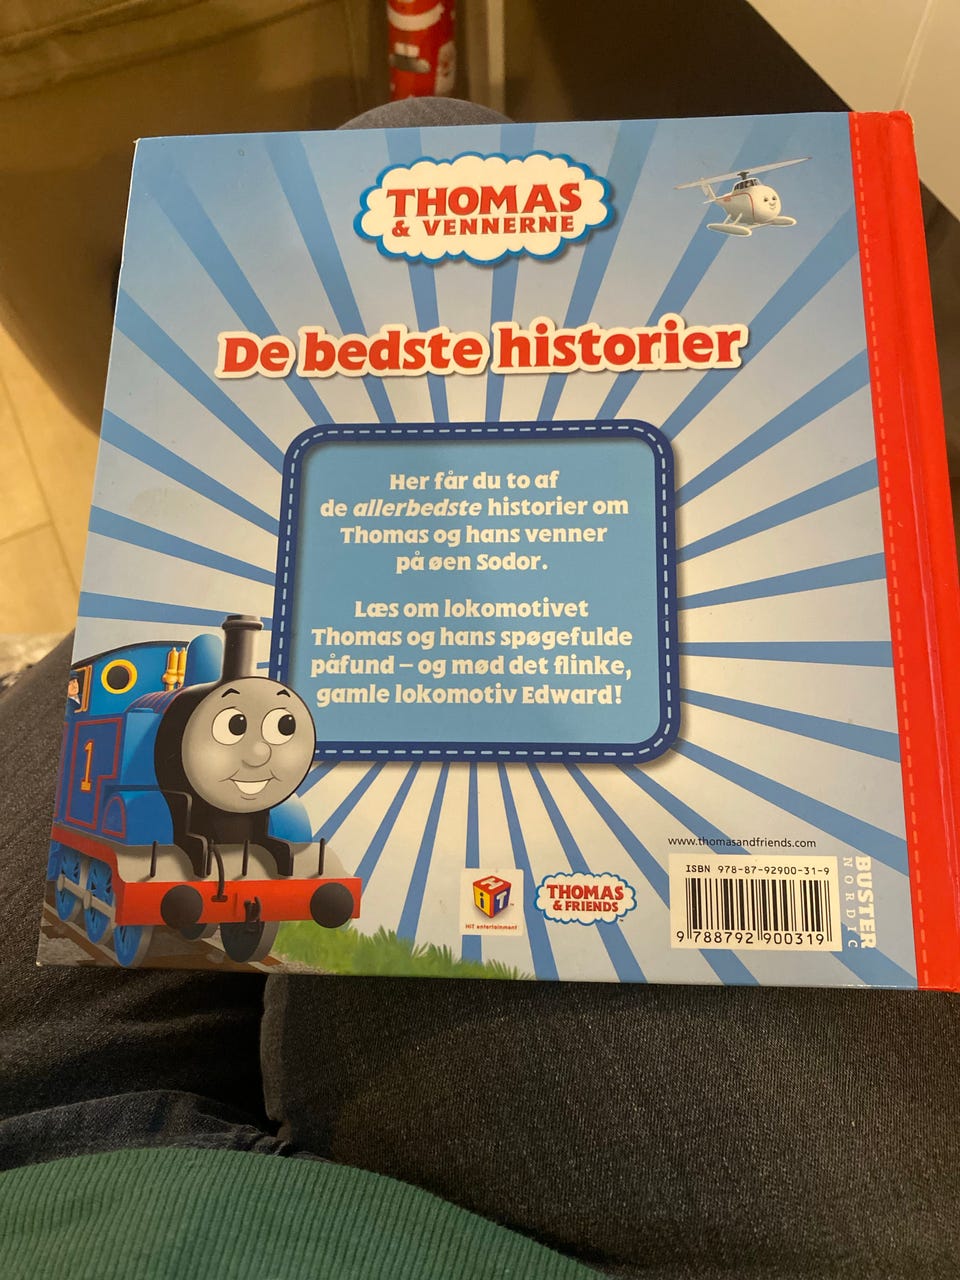 THOMAS
& VENNERNE
De bedste historier
Her får du to af
de allerbedste historier om
Thomas og hans venner
på øen Sodor.
Læs om lokomotivet
Thomas og hans spøgefulde
påfund – og mød det flinke,
gamle lokomotiv Edward!
1
www.thomasandfriends.com
ISBN 978-87-92900-31-9
9 788792 900319
BUSTER
NORDIC
HiT
HiT entertainment
THOMAS
& FRIENDS